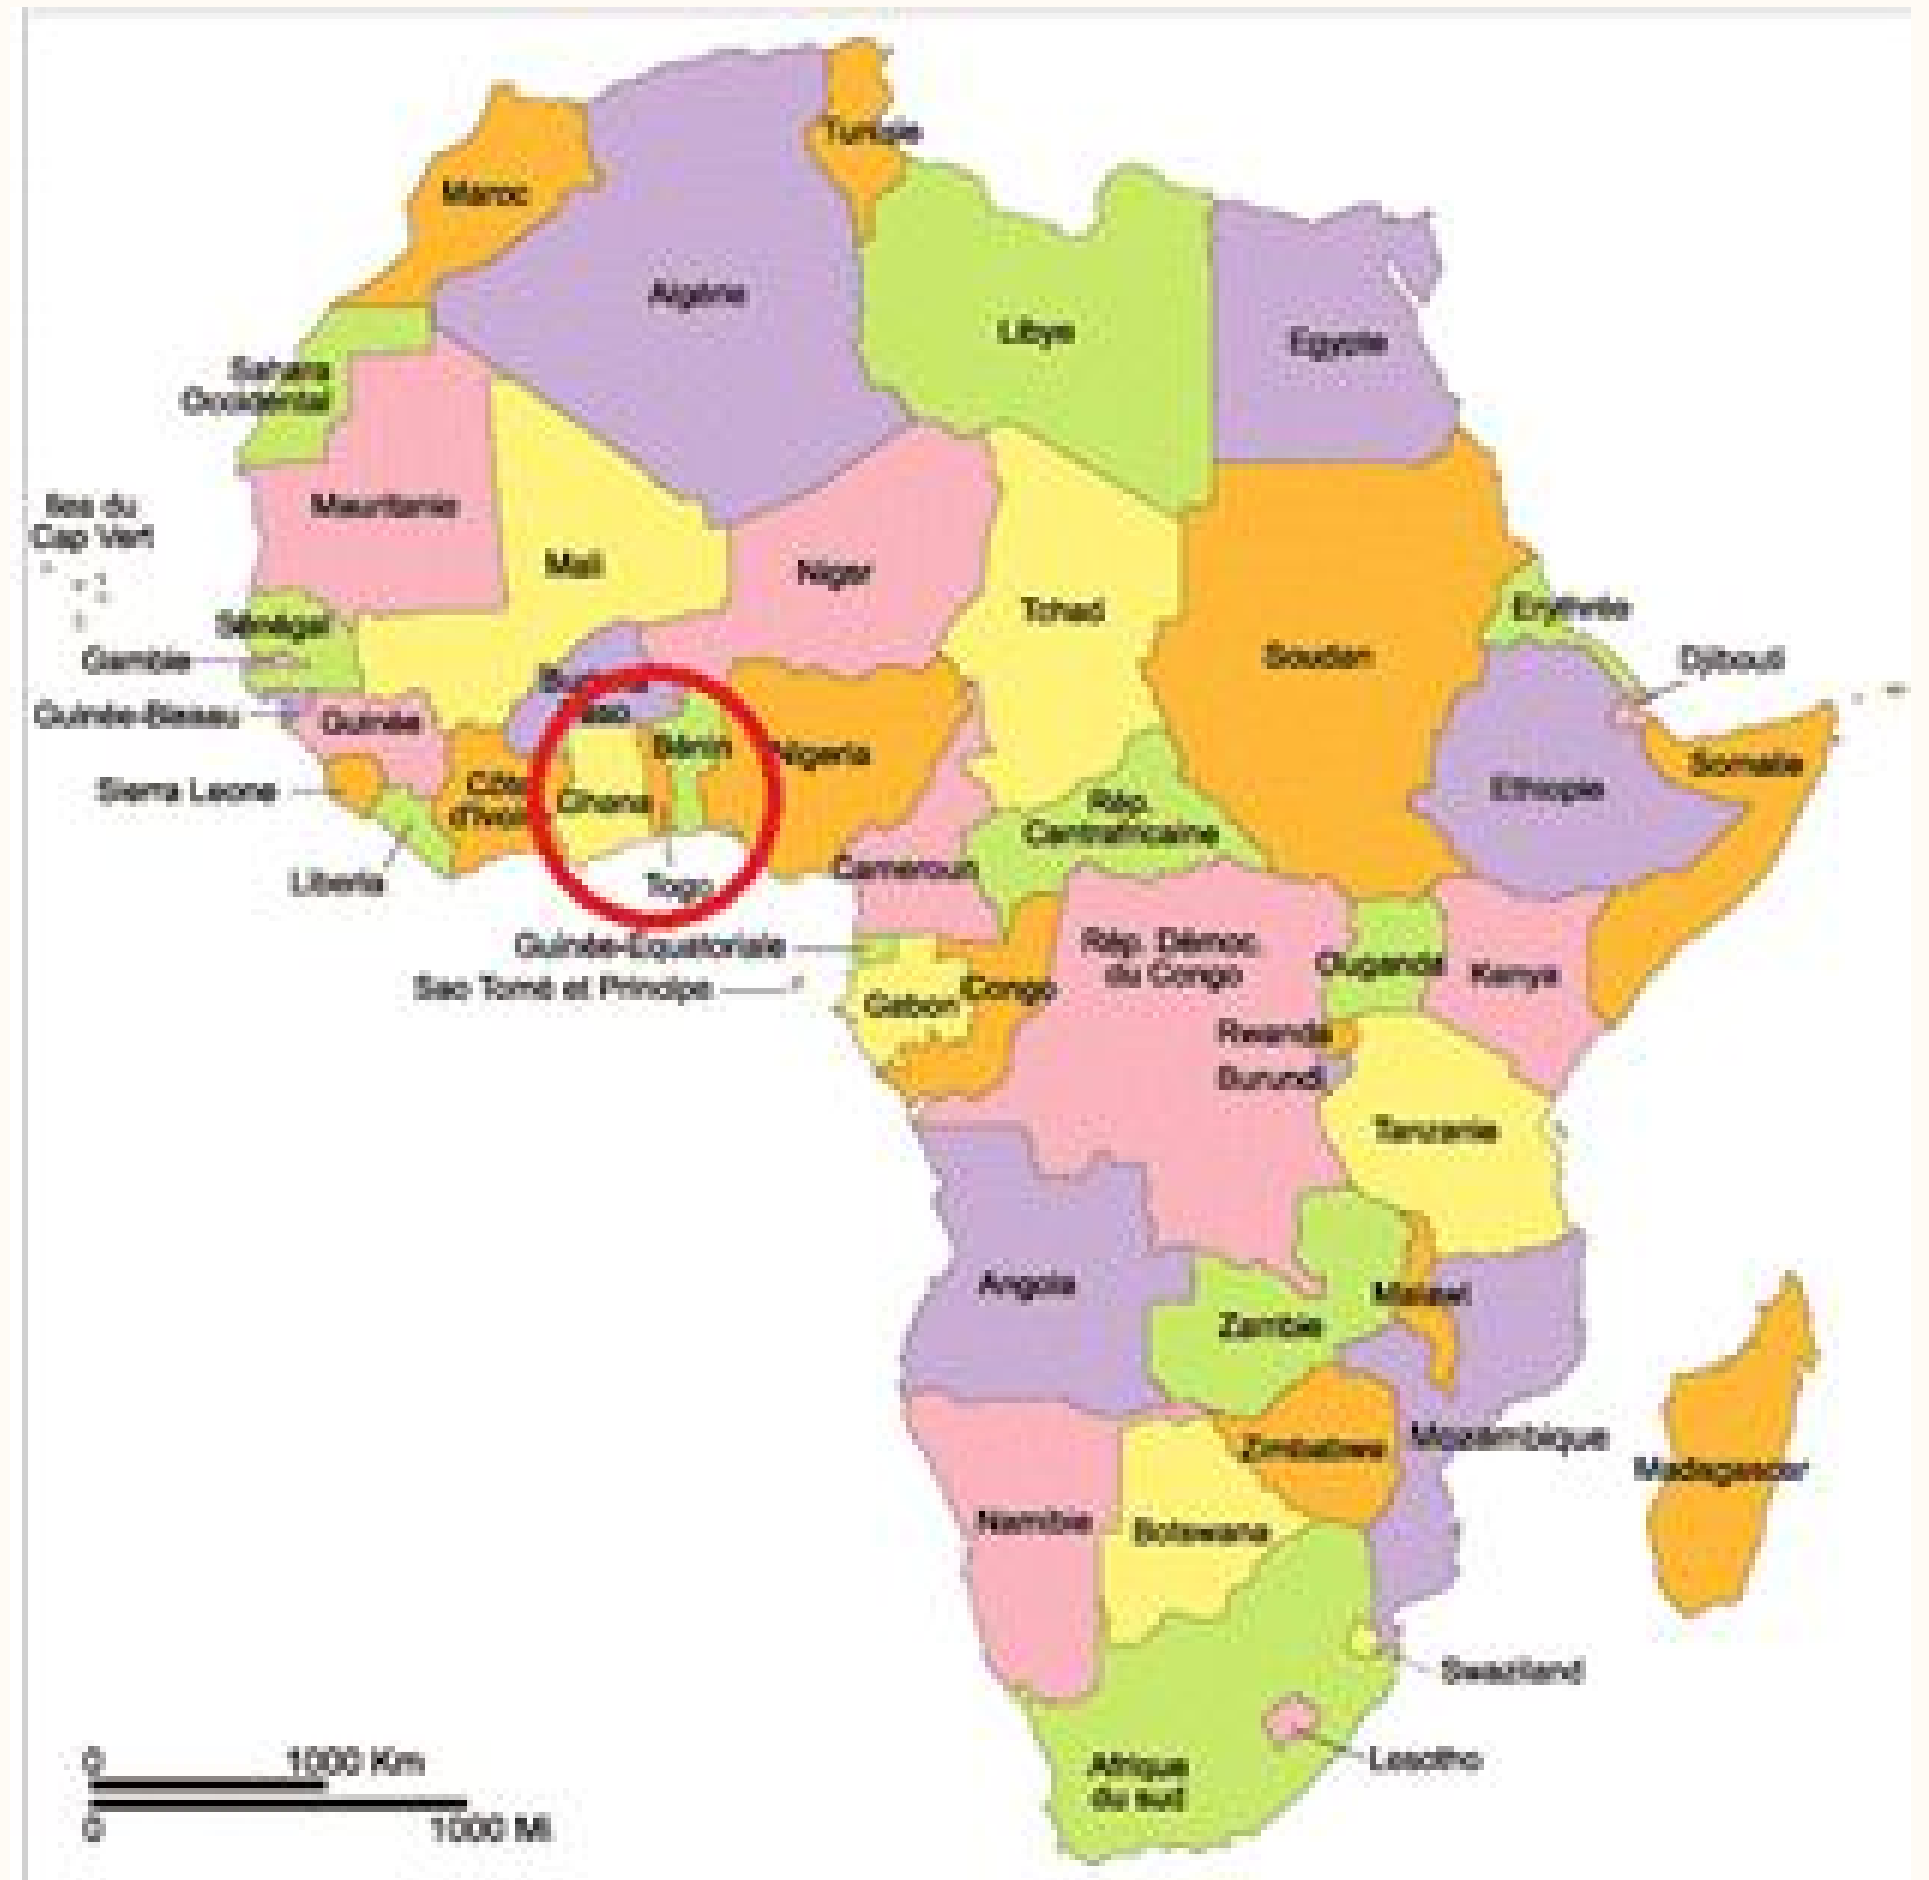 Tunisie
Maroc
Algérie
Libye
Egypte
Sahara
Occidental
Mauritanie
Iles du
Cap Vert
Mali
Niger
Tchad
Soudan
Erythrée
Djibouti
Sénégal
Gambie
Guinée-Bissau
Guinée
Sierra Leone
Liberia
Côte
d'Ivoi
Ghana
Togo
Bénin
Nigeria
Ethiopie
Somalie
Rép.
Centrafricaine
Cameroun
Guinée-Equatoriale
Sao Tomé et Principe
Gabon
Congo
Rép. Démoc.
du Congo
Ouganda
Kenya
Rwanda
Burundi
Tanzanie
Angola
Zambie
Malawi
Mozambique
Zimbabwe
Madagascar
Namibie
Botswana
Swaziland
Lesotho
Afrique
du sud
0 1000 Km
0 1000 Mi